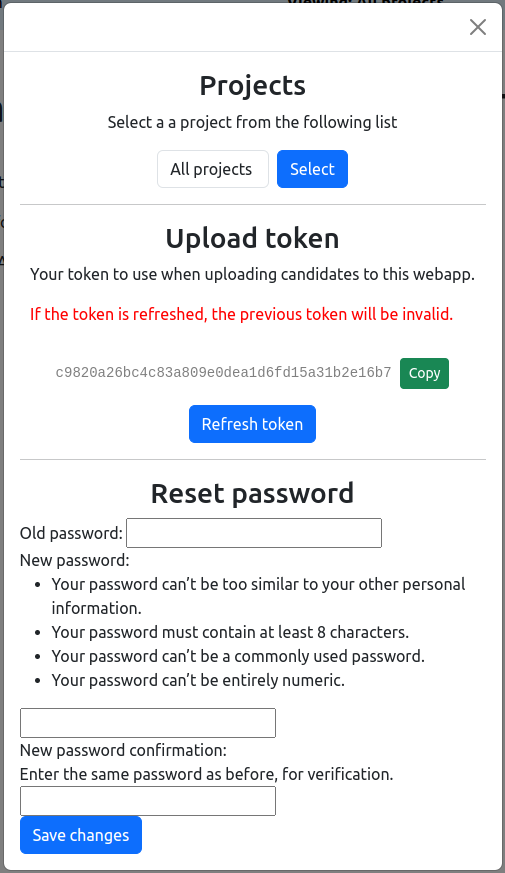 Projects
Select a a project from the following list
All projects Select
Upload token
Your token to use when uploading candidates to this webapp.
If the token is refreshed, the previous token will be invalid.
c9820a26bc4c83a809e0dea1d6fd15a31b2e16b7 Copy
Refresh token
Reset password
Old password:
New password:
• Your password can’t be too similar to your other personal
information.
• Your password must contain at least 8 characters.
• Your password can’t be a commonly used password.
• Your password can’t be entirely numeric.
New password confirmation:
Enter the same password as before, for verification.
Save changes